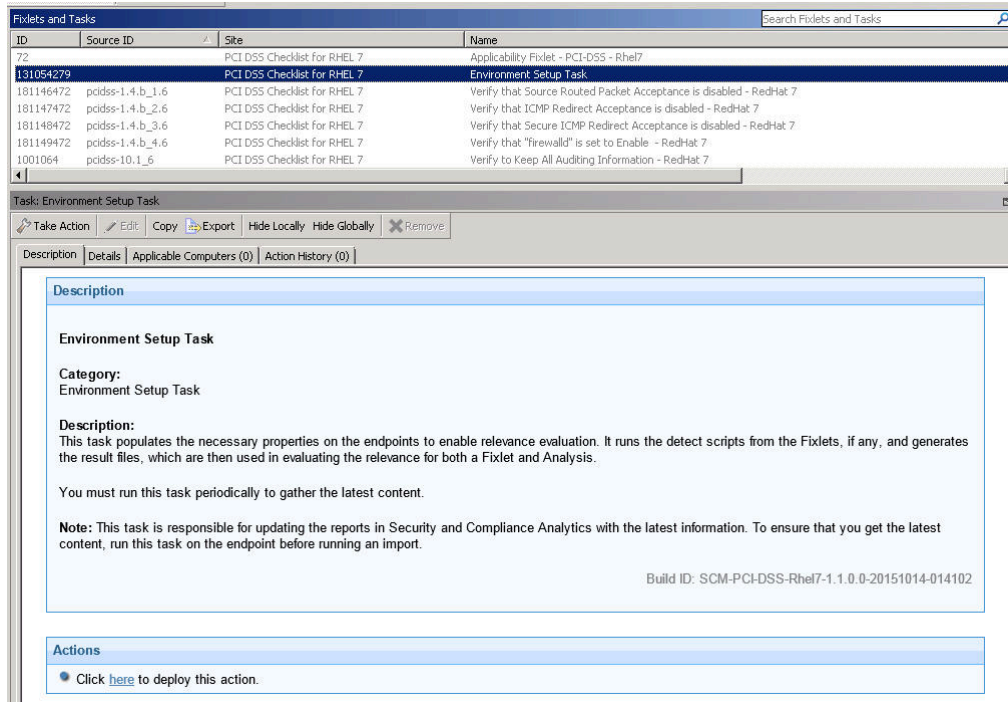 Fixlets and Tasks
Search Fixlets and Tasks
ID Source ID Site Name
72 PCI DSS Checklist for RHEL 7 Applicability Fixlet - PCI-DSS - Rhel7
131054279 PCI DSS Checklist for RHEL 7 Environment Setup Task
181146472 pcidss-1.4.b_1.6 PCI DSS Checklist for RHEL 7 Verify that Source Routed Packet Acceptance is disabled - RedHat 7
181147472 pcidss-1.4.b_2.6 PCI DSS Checklist for RHEL 7 Verify that ICMP Redirect Acceptance is disabled - RedHat 7
181148472 pcidss-1.4.b_3.6 PCI DSS Checklist for RHEL 7 Verify that Secure ICMP Redirect Acceptance is disabled - RedHat 7
181149472 pcidss-1.4.b_4.6 PCI DSS Checklist for RHEL 7 Verify that "firewalld" is set to Enable - RedHat 7
1001064 pcidss-10.1_6 PCI DSS Checklist for RHEL 7 Verify to Keep All Auditing Information - RedHat 7
Task: Environment Setup Task
Take Action Edit Copy Export Hide Locally Hide Globally Remove
Description Details Applicable Computers (0) Action History (0)
Description
Environment Setup Task
Category:
Environment Setup Task
Description:
This task populates the necessary properties on the endpoints to enable relevance evaluation. It runs the detect scripts from the Fixlets, if any, and generates
the result files, which are then used in evaluating the relevance for both a Fixlet and Analysis.
You must run this task periodically to gather the latest content.
Note: This task is responsible for updating the reports in Security and Compliance Analytics with the latest information. To ensure that you get the latest
content, run this task on the endpoint before running an import.
Build ID: SCM-PCI-DSS-Rhel7-1.1.0.0-20151014-014102
Actions
Click here to deploy this action.